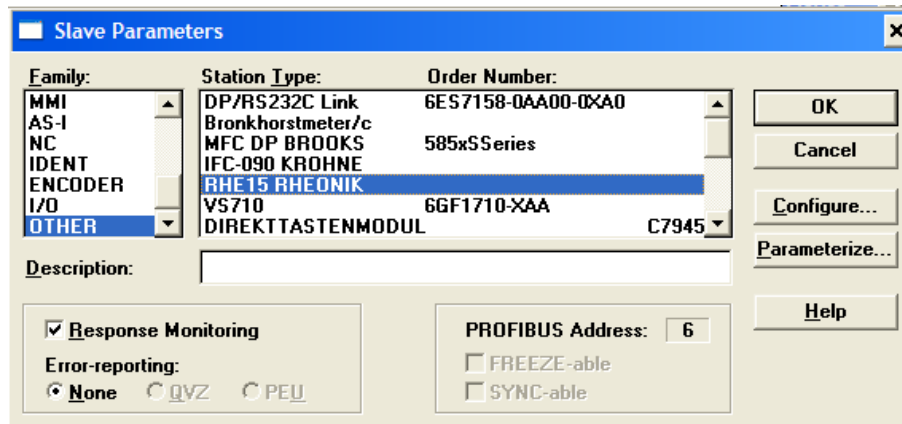 Slave Parameters
Family:
Station Type:
Order Number:
MMI
AS-I
NC
IDENT
ENCODER
I/O
OTHER
DP/RS232C Link 6ES7158-0AA00-0XA0
Bronkhorstmeter/c
MFC DP BROOKS 585xSSeries
IFC-090 KROHNE
RHE15 RHEONIK
VS710 6GF1710-XAA
DIREKTTASTENMODUL C7945
OK
Cancel
Configure...
Parameterize...
Help
Description:
Response Monitoring
Error-reporting:
None QVZ PEU
PROFIBUS Address: 6
FREEZE-able
SYNC-able